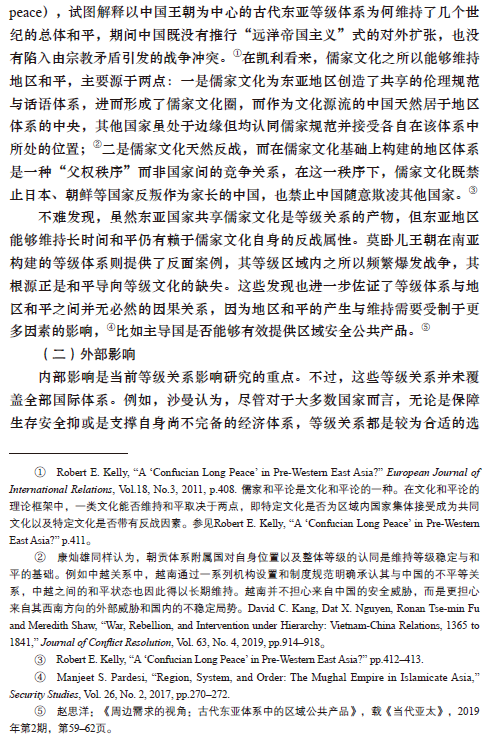 peace），试图解释以中国王朝为中心的古代东亚等级体系为何维持了几个世
纪的总体和平，期间中国既没有推行“远洋帝国主义”式的对外扩张，也没
有陷入由宗教矛盾引发的战争冲突。①在凯利看来，儒家文化之所以能够维持
地区和平，主要源于两点：一是儒家文化为东亚地区创造了共享的伦理规范
与话语体系，进而形成了儒家文化圈，而作为文化源流的中国天然居于地区
体系的中央，其他国家虽处于边缘但均认同儒家规范并接受各自在该体系中
所处的位置；②二是儒家文化天然反战，而在儒家文化基础上构建的地区体系
是一种“父权秩序”而非国家间的竞争关系，在这一秩序下，儒家文化既禁
止日本、朝鲜等国家反叛作为家长的中国，也禁止中国随意欺凌其他国家。③
不难发现，虽然东亚国家共享儒家文化是等级关系的产物，但东亚地区
能够维持长时间和平仍有赖于儒家文化自身的反战属性。莫卧儿王朝在南亚
构建的等级体系则提供了反面案例，其等级区域内之所以频繁爆发战争，其
根源正是和平导向等级文化的缺失。这些发现也进一步佐证了等级体系与地
区和平之间并无必然的因果关系，因为地区和平的产生与维持需要受制于更
多因素的影响，④比如主导国是否能够有效提供区域安全公共产品。⑤
（二）外部影响
内部影响是当前等级关系影响研究的重点。不过，这些等级关系并未覆
盖全部国际体系。例如，沙曼认为，尽管对于大多数国家而言，无论是保障
生存安全抑或是支撑自身尚不完备的经济体系，等级关系都是较为合适的选
① Robert E. Kelly, “A ‘Confucian Long Peace’ in Pre-Western East Asia?” European Journal of
International Relations, Vol.18, No.3, 2011, p.408. 儒家和平论是文化和平论的一种。在文化和平论的
理论框架中，一类文化能否维持和平取决于两点，即特定文化是否为区域内国家集体接受成为共同
文化以及特定文化是否带有反战因素。参见Robert E. Kelly, “A ‘Confucian Long Peace’ in Pre-Western
East Asia?” p.411。
② 康灿雄同样认为，朝贡体系附属国对自身位置以及整体等级的认同是维持等级稳定与和
平的基础。例如中越关系中，越南通过一系列机构设置和制度规范明确承认其与中国的不平等关
系，中越之间的和平状态也因此得以长期维持。越南并不担心来自中国的安全威胁，而是更担心
来自其西南方向的外部威胁和国内的不稳定局势。David C. Kang, Dat X. Nguyen, Ronan Tse-min Fu
and Meredith Shaw, “War, Rebellion, and Intervention under Hierarchy: Vietnam-China Relations, 1365 to
1841,” Journal of Conflict Resolution, Vol. 63, No. 4, 2019, pp.914–918。
③ Robert E. Kelly, “A ‘Confucian Long Peace’ in Pre-Western East Asia?” pp.412–413.
④ Manjeet S. Pardesi, “Region, System, and Order: The Mughal Empire in Islamicate Asia,”
Security Studies, Vol. 26, No. 2, 2017, pp.270–272.
⑤ 赵思洋：《周边需求的视角：古代东亚体系中的区域公共产品》，载《当代亚太》，2019
年第2期，第59–62页。